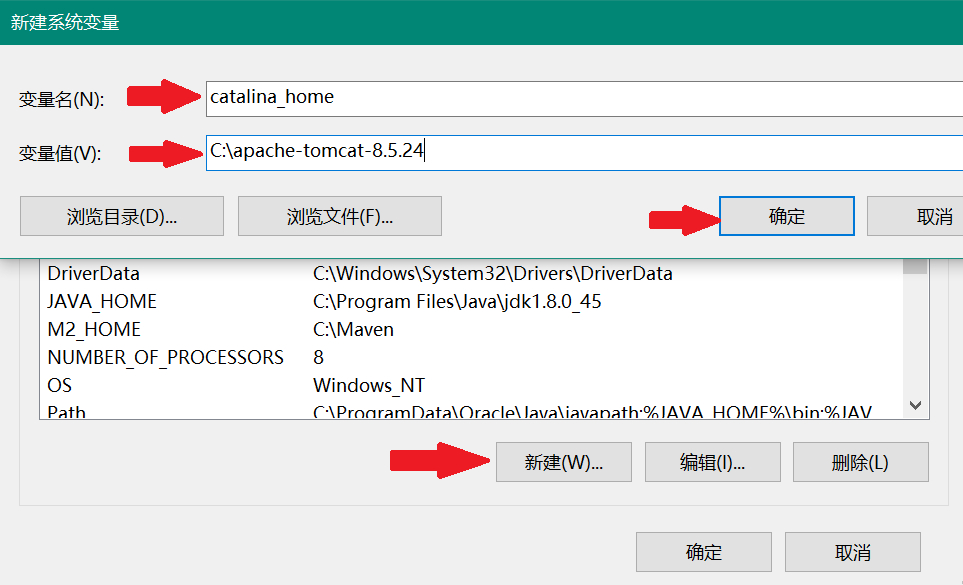 新建系统变量
变量名(N):
catalina_home
变量值(V):
C:\apache-tomcat-8.5.24
浏览目录(D)... 浏览文件(F)... 确定 取消
DriverData C:\Windows\System32\Drivers\DriverData
JAVA_HOME C:\Program Files\Java\jdk1.8.0_45
M2_HOME C:\Maven
NUMBER_OF_PROCESSORS 8
OS Windows_NT
Path C:\ProgramData\Oracle\Java\javapath;%JAVA_HOME%\bin;%JAV
新建(W)... 编辑(I)... 删除(L)
确定 取消